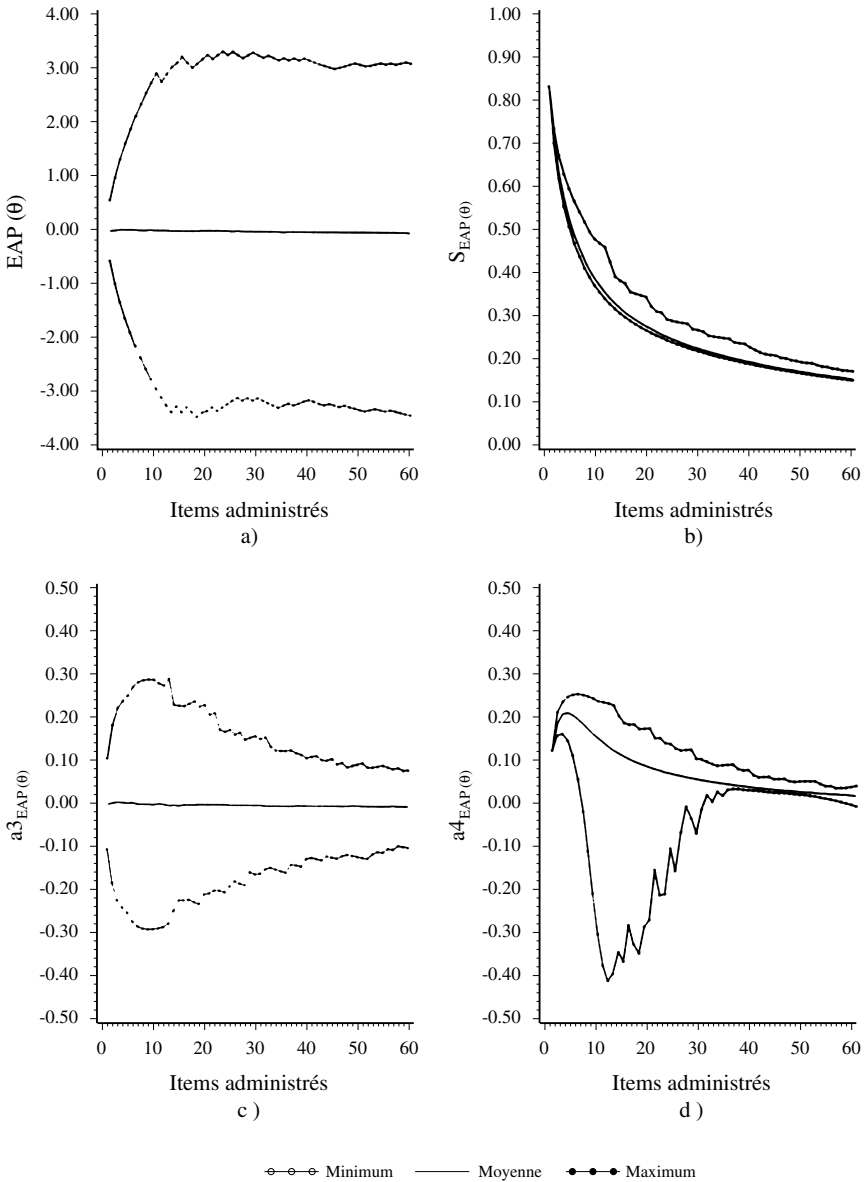 4.00
3.00
2.00
1.00
0.00
-1.00
-2.00
-3.00
-4.00
EAP (θ)
0 10 20 30 40 50 60
Items administrés
a)
1.00
0.90
0.80
0.70
0.60
0.50
0.40
0.30
0.20
0.10
0.00
S EAP (θ)
0 10 20 30 40 50 60
Items administrés
b)
0.50
0.40
0.30
0.20
0.10
0.00
-0.10
-0.20
-0.30
-0.40
-0.50
a3 EAP (θ)
0 10 20 30 40 50 60
Items administrés
c )
0.50
0.40
0.30
0.20
0.10
0.00
-0.10
-0.20
-0.30
-0.40
-0.50
a4 EAP (θ)
0 10 20 30 40 50 60
Items administrés
d )
Minimum Moyenne Maximum